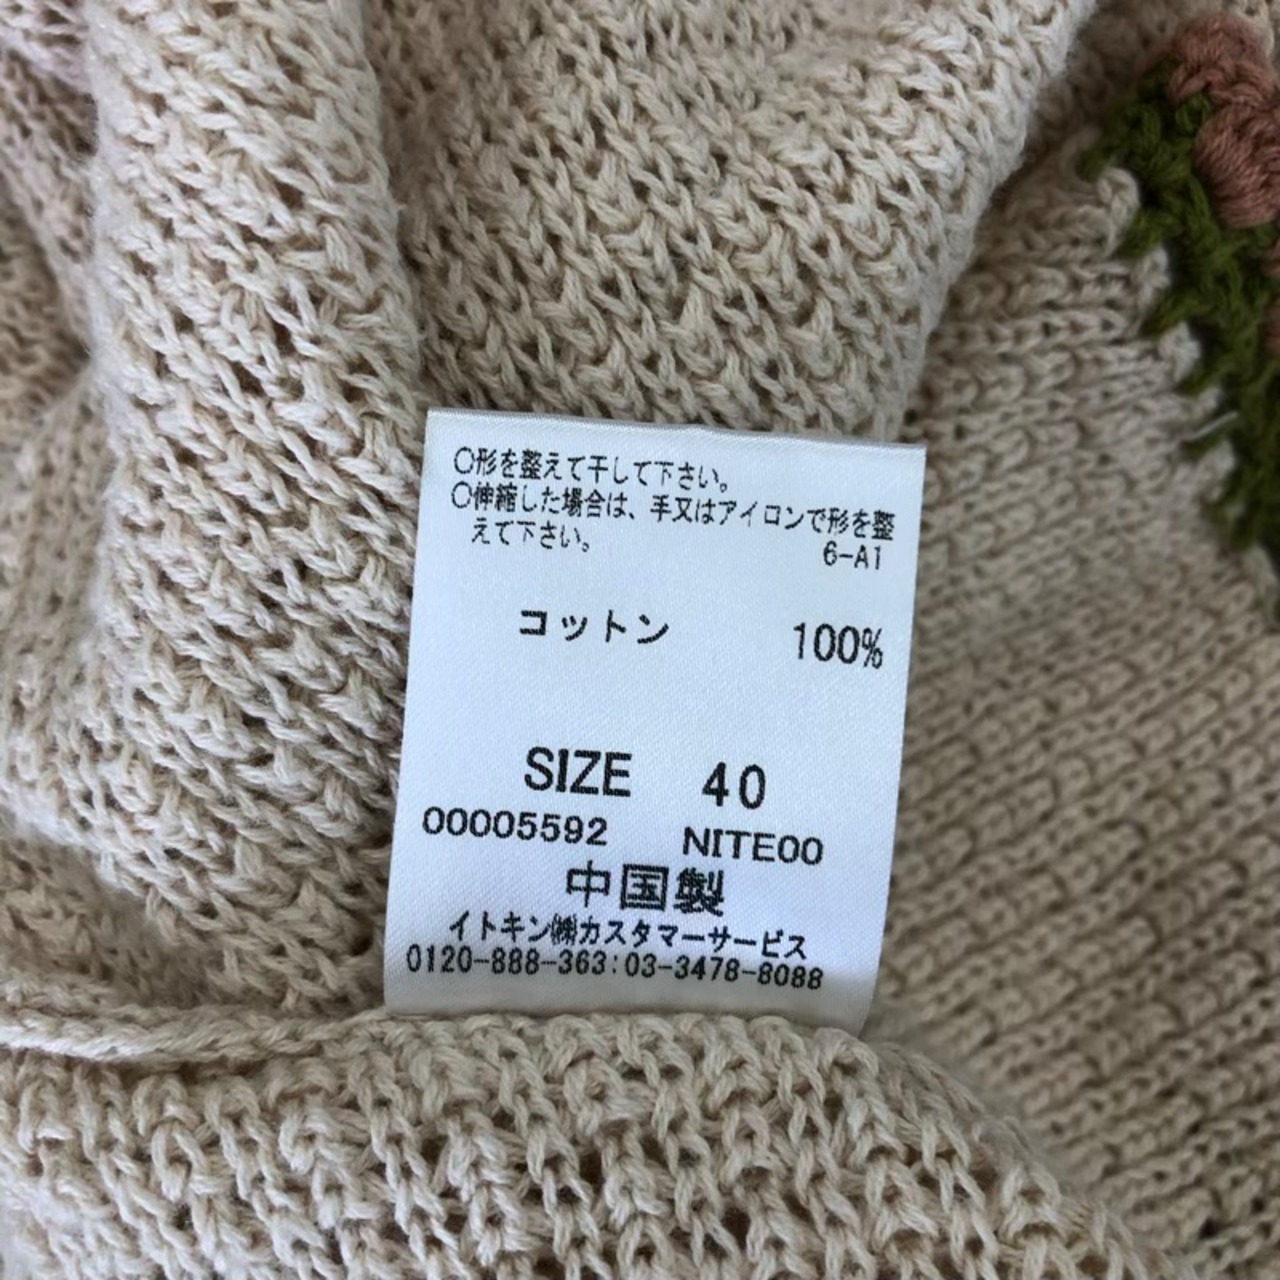 ○形を整えて干して下さい。
○伸縮した場合は、手又はアイロンで形を整
えて下さい。
6-A1
コットン 100%
SIZE 40
00005592 NITE00
中国製
イトキン㈱カスタマーサービス
0120-888-363:03-3478-8088